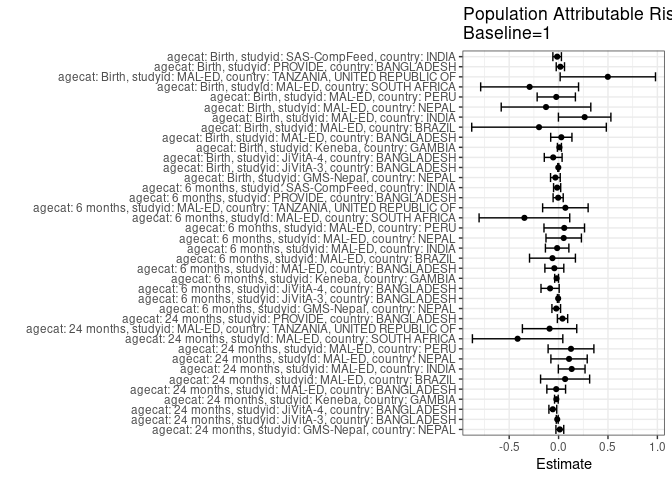 Population Attributable Ris
Baseline=1
agecat: Birth, studyid: SAS-CompFeed, country: INDIA
agecat: Birth, studyid: PROVIDE, country: BANGLADESH
agecat: Birth, studyid: MAL-ED, country: TANZANIA, UNITED REPUBLIC OF
agecat: Birth, studyid: MAL-ED, country: SOUTH AFRICA
agecat: Birth, studyid: MAL-ED, country: PERU
agecat: Birth, studyid: MAL-ED, country: NEPAL
agecat: Birth, studyid: MAL-ED, country: INDIA
agecat: Birth, studyid: MAL-ED, country: BRAZIL
agecat: Birth, studyid: MAL-ED, country: BANGLADESH
agecat: Birth, studyid: Keneba, country: GAMBIA
agecat: Birth, studyid: JiVitA-4, country: BANGLADESH
agecat: Birth, studyid: JiVitA-3, country: BANGLADESH
agecat: Birth, studyid: GMS-Nepal, country: NEPAL
agecat: 6 months, studyid: SAS-CompFeed, country: INDIA
agecat: 6 months, studyid: PROVIDE, country: BANGLADESH
agecat: 6 months, studyid: MAL-ED, country: TANZANIA, UNITED REPUBLIC OF
agecat: 6 months, studyid: MAL-ED, country: SOUTH AFRICA
agecat: 6 months, studyid: MAL-ED, country: PERU
agecat: 6 months, studyid: MAL-ED, country: NEPAL
agecat: 6 months, studyid: MAL-ED, country: INDIA
agecat: 6 months, studyid: MAL-ED, country: BRAZIL
agecat: 6 months, studyid: MAL-ED, country: BANGLADESH
agecat: 6 months, studyid: Keneba, country: GAMBIA
agecat: 6 months, studyid: JiVitA-4, country: BANGLADESH
agecat: 6 months, studyid: JiVitA-3, country: BANGLADESH
agecat: 6 months, studyid: GMS-Nepal, country: NEPAL
agecat: 24 months, studyid: PROVIDE, country: BANGLADESH
agecat: 24 months, studyid: MAL-ED, country: TANZANIA, UNITED REPUBLIC OF
agecat: 24 months, studyid: MAL-ED, country: SOUTH AFRICA
agecat: 24 months, studyid: MAL-ED, country: PERU
agecat: 24 months, studyid: MAL-ED, country: NEPAL
agecat: 24 months, studyid: MAL-ED, country: INDIA
agecat: 24 months, studyid: MAL-ED, country: BRAZIL
agecat: 24 months, studyid: MAL-ED, country: BANGLADESH
agecat: 24 months, studyid: Keneba, country: GAMBIA
agecat: 24 months, studyid: JiVitA-4, country: BANGLADESH
agecat: 24 months, studyid: JiVitA-3, country: BANGLADESH
agecat: 24 months, studyid: GMS-Nepal, country: NEPAL
-0.5 0.0 0.5 1.0
Estimate